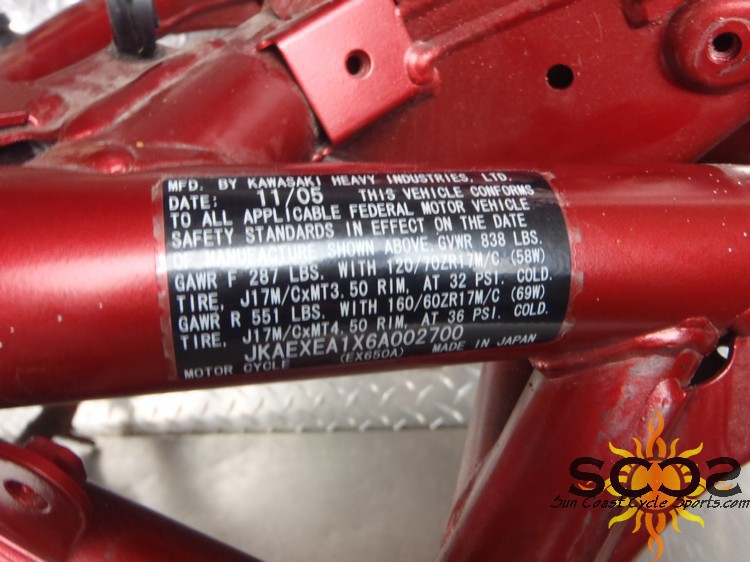 MFD. BY KAWASAKI HEAVY INDUSTRIES, LTD.
DATE: 11/05 THIS VEHICLE CONFORMS
TO ALL APPLICABLE FEDERAL MOTOR VEHICLE
SAFETY STANDARDS IN EFFECT ON THE DATE
OF MANUFACTURE SHOWN ABOVE. GVWR 838 LBS.
GAWR F 287 LBS. WITH 120/70ZR17M/C (58W)
TIRE, J17M/CxMT3.50 RIM, AT 32 PSI. COLD.
GAWR R 551 LBS. WITH 160/60ZR17M/C (69W)
TIRE, J17M/CxMT4.50 RIM, AT 36 PSI. COLD.
JKAEXEA1X6A002700
MOTOR CYCLE (EX650A) MADE IN JAPAN
SCCS
Sun Coast Cycle Sports.com